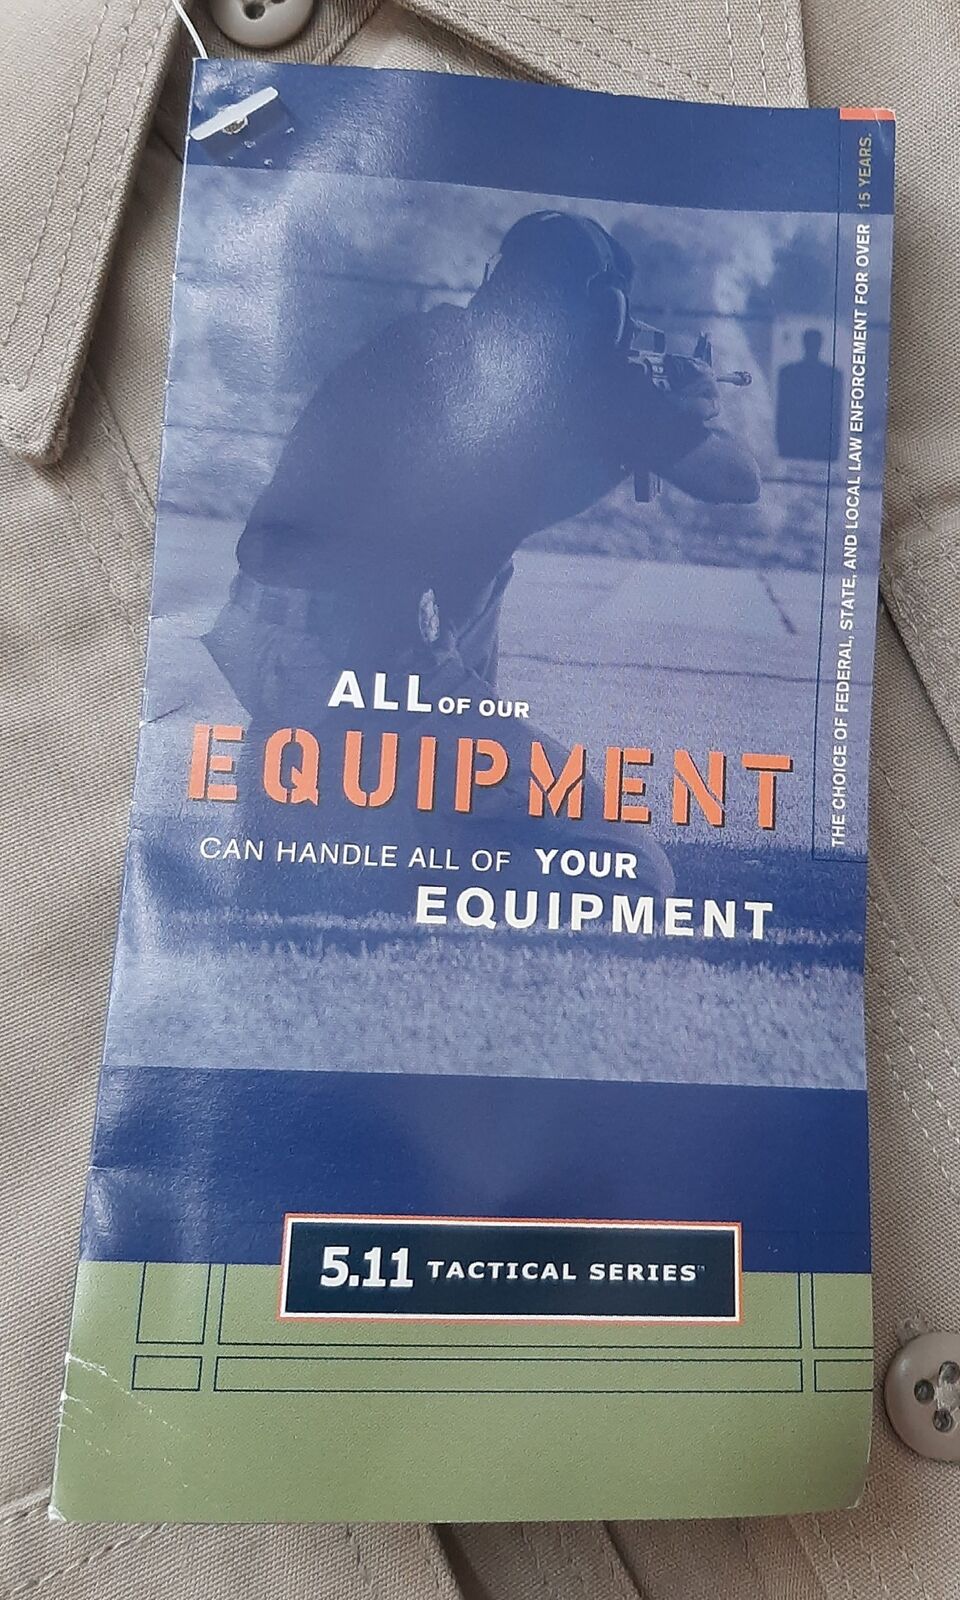 THE CHOICE OF FEDERAL, STATE, AND LOCAL LAW ENFORCEMENT FOR OVER 15 YEARS.
ALL OF OUR
EQUIPMENT
CAN HANDLE ALL OF YOUR
EQUIPMENT
5.11 TACTICAL SERIES™